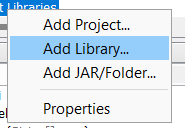 t Libraries
Add Project...
Add Library...
Add JAR/Folder...
Properties